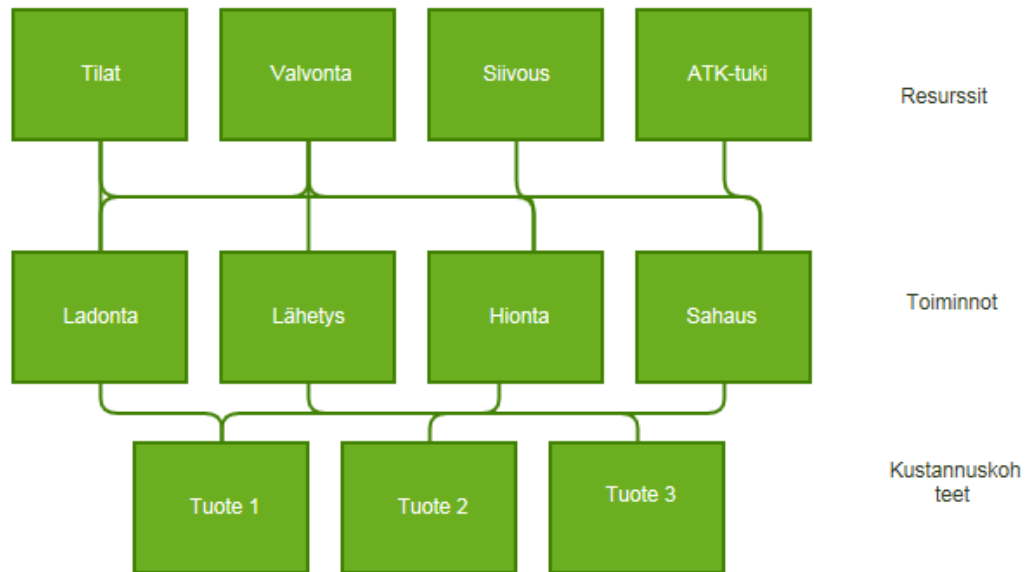 Tilat
Valvonta
Siivous
ATK-tuki
Resurssit
Ladonta
Lähetys
Hionta
Sahaus
Toiminnot
Tuote 1
Tuote 2
Tuote 3
Kustannuskoh
teet